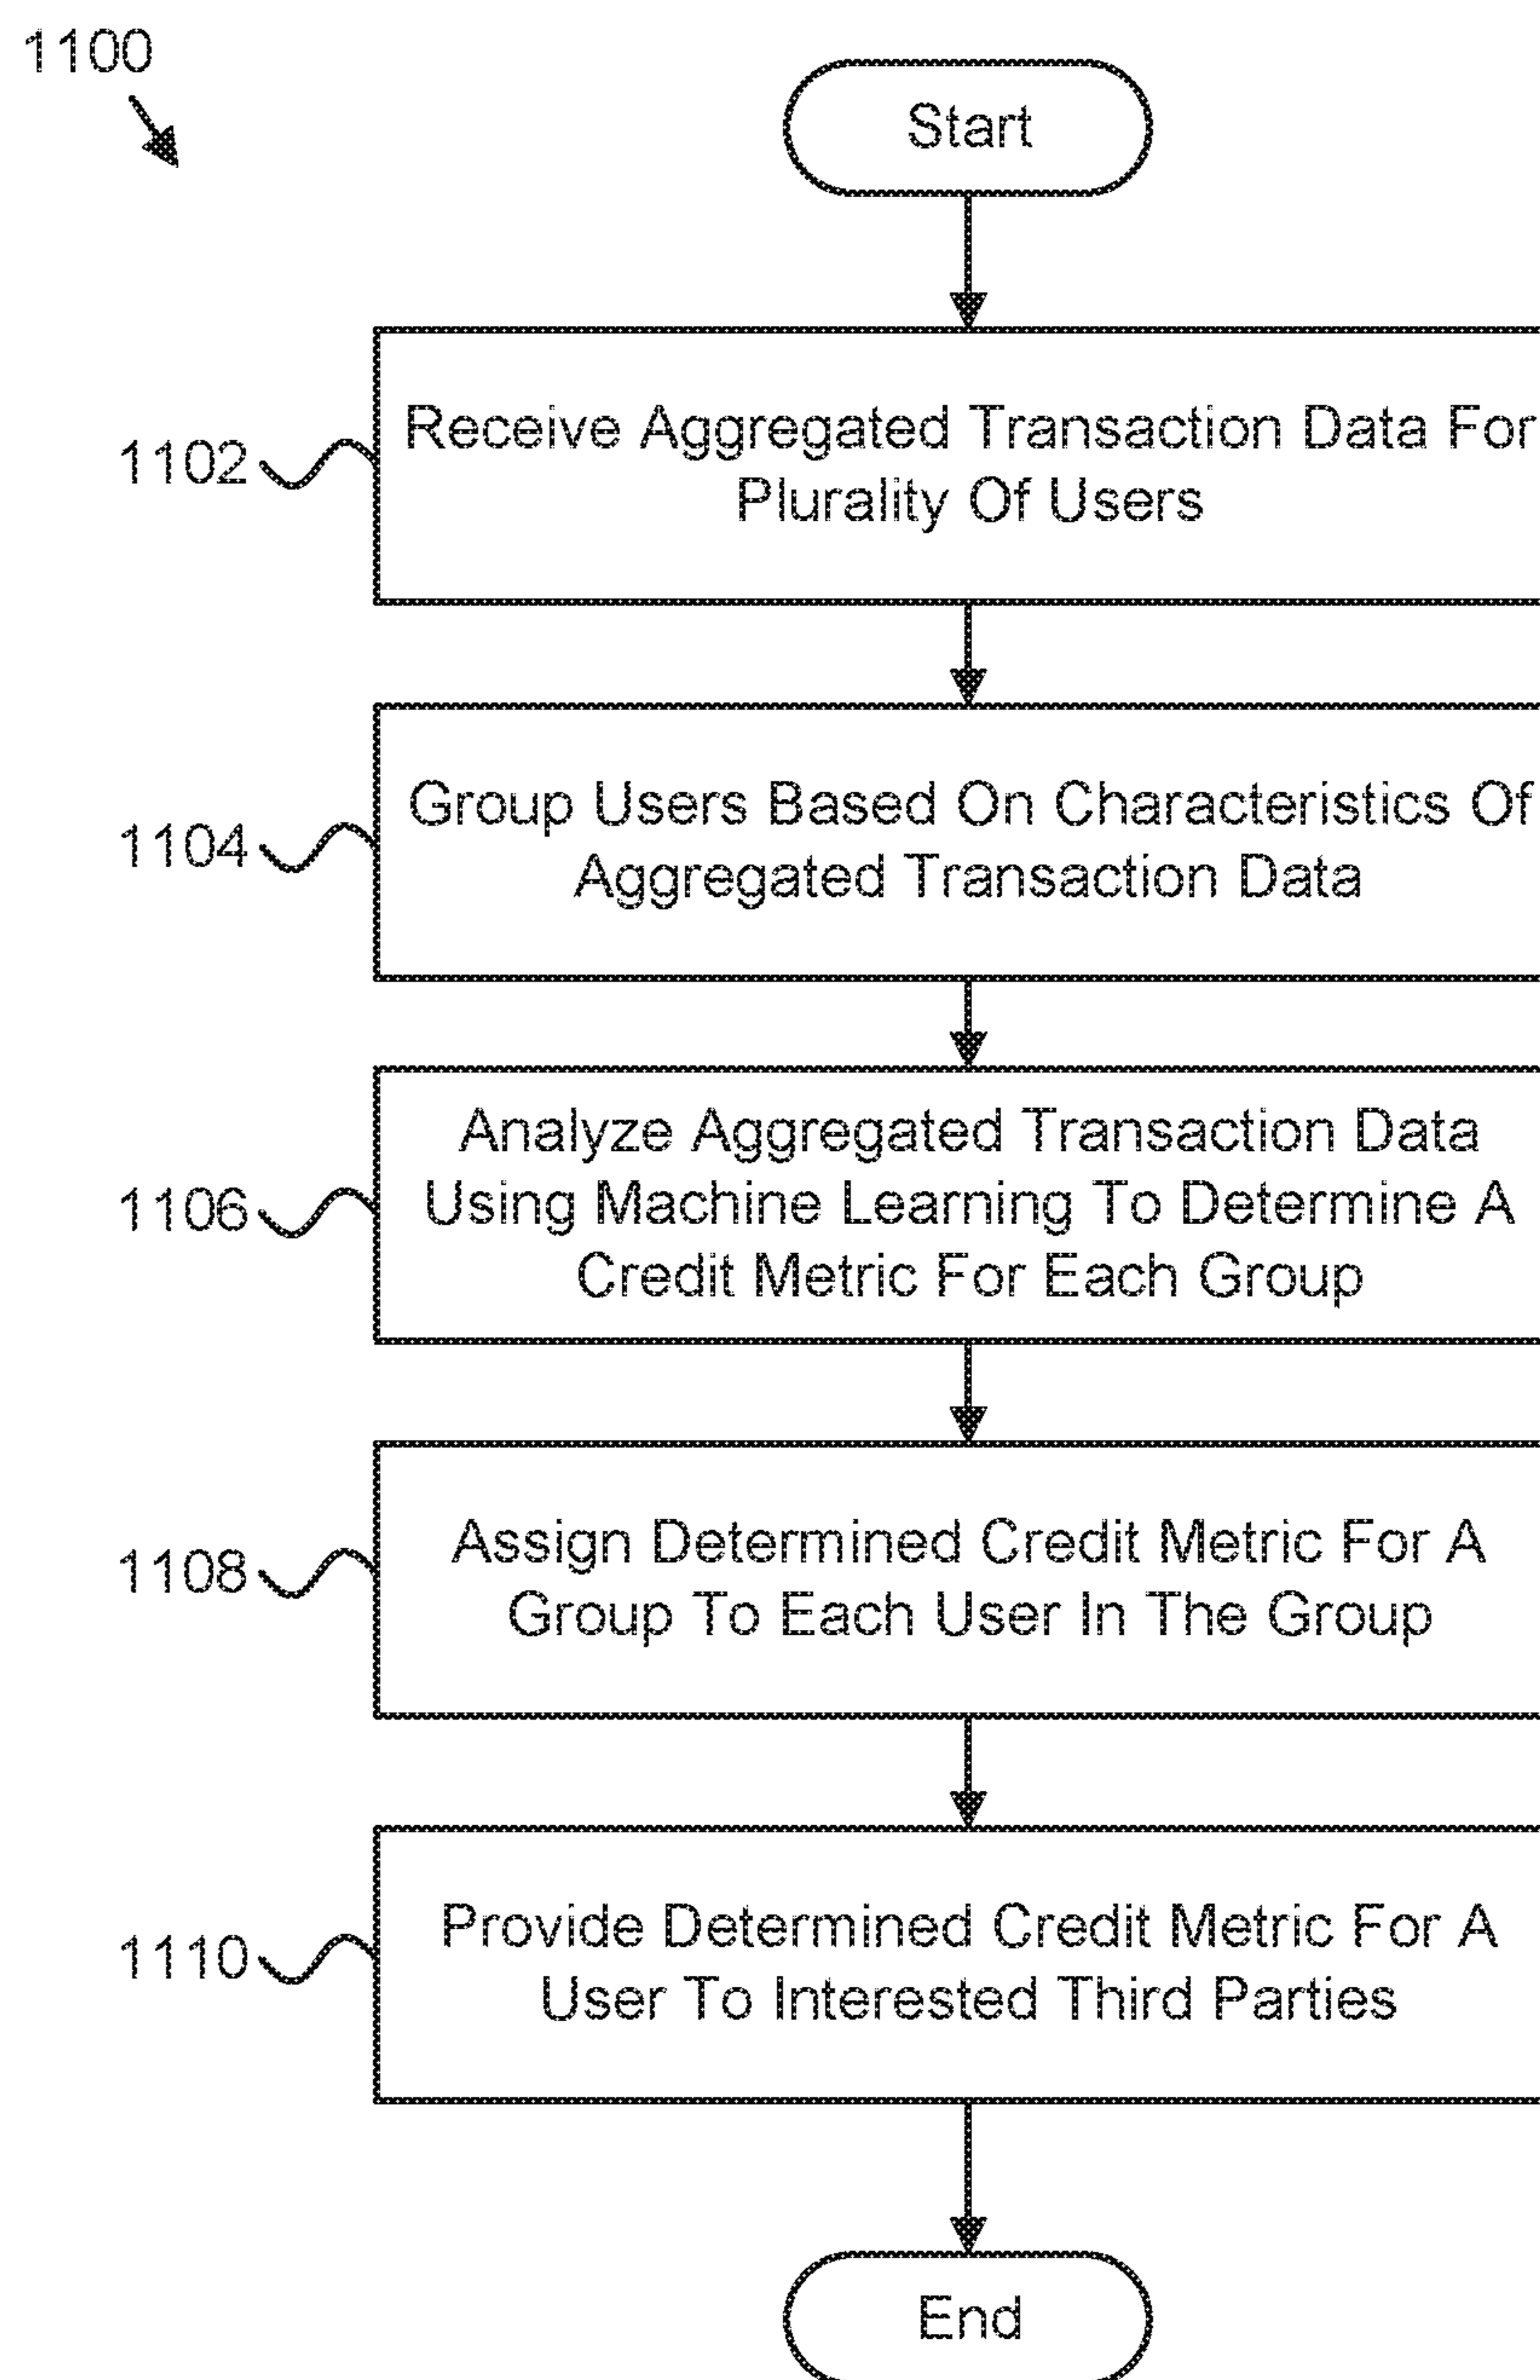 1100
Start
1102
Receive Aggregated Transaction Data For
Plurality Of Users
1104
Group Users Based On Characteristics Of
Aggregated Transaction Data
1106
Analyze Aggregated Transaction Data
Using Machine Learning To Determine A
Credit Metric For Each Group
1108
Assign Determined Credit Metric For A
Group To Each User In The Group
1110
Provide Determined Credit Metric For A
User To Interested Third Parties
End